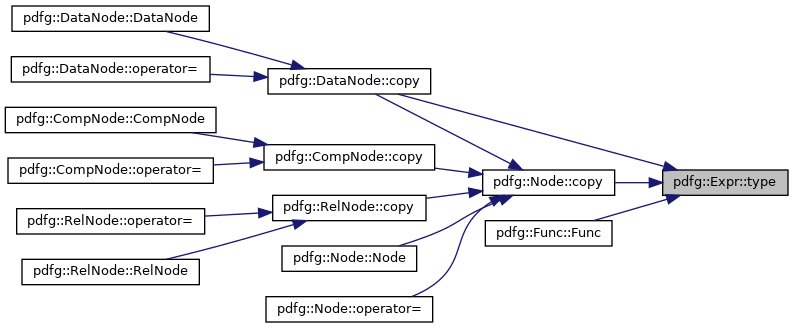 pdfg::DataNode::DataNode
pdfg::DataNode::operator=
pdfg::DataNode::copy
pdfg::CompNode::CompNode
pdfg::CompNode::operator=
pdfg::CompNode::copy
pdfg::Node::copy
pdfg::Expr::type
pdfg::RelNode::copy
pdfg::RelNode::operator=
pdfg::RelNode::RelNode
pdfg::Func::Func
pdfg::Node::Node
pdfg::Node::operator=